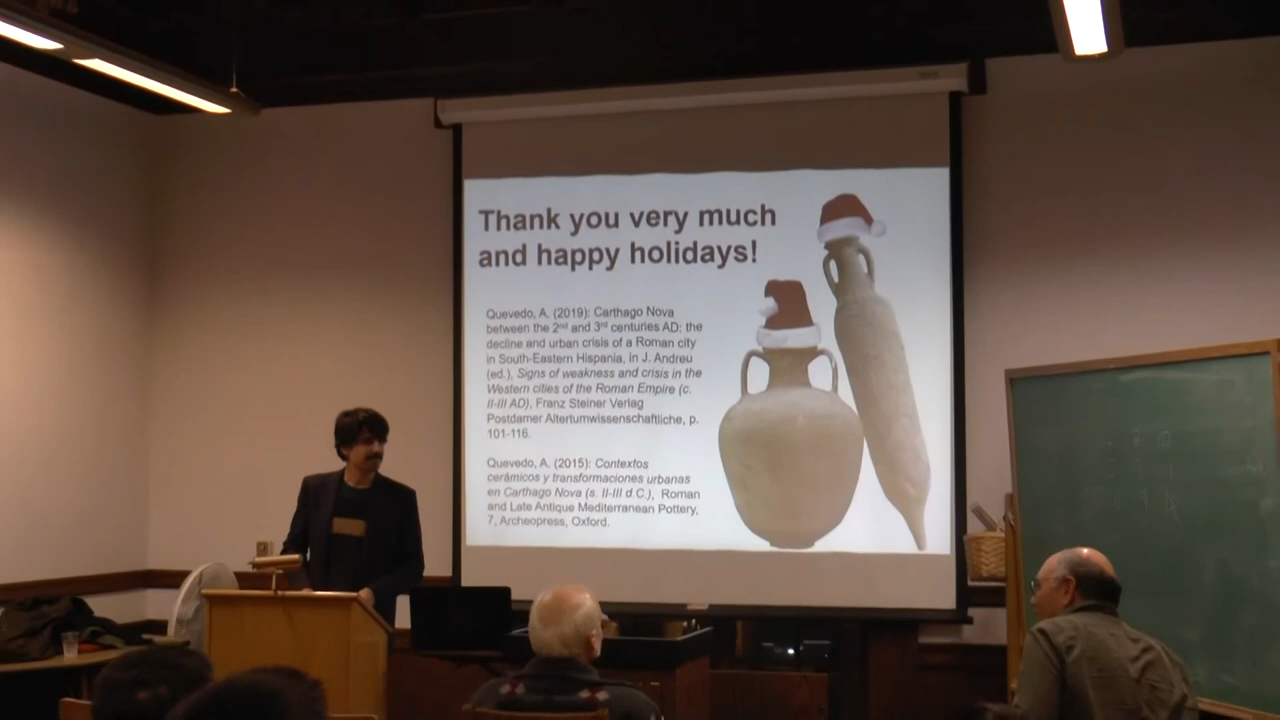 Thank you very much
and happy holidays!
Quevedo, A. (2019): Carthago Nova
between the 2nd and 3rd centuries AD: the
decline and urban crisis of a Roman city
in South-Eastern Hispania, in J. Andreu
(ed.), Signs of weakness and crisis in the
Western cities of the Roman Empire (c.
II-III AD), Franz Steiner Verlag
Postdamer Altertumwissenschaftliche, p.
101-116.
Quevedo, A. (2015): Contextos
cerámicos y transformaciones urbanas
en Carthago Nova (s. II-III d.C.), Roman
and Late Antique Mediterranean Pottery,
7, Archeopress, Oxford.